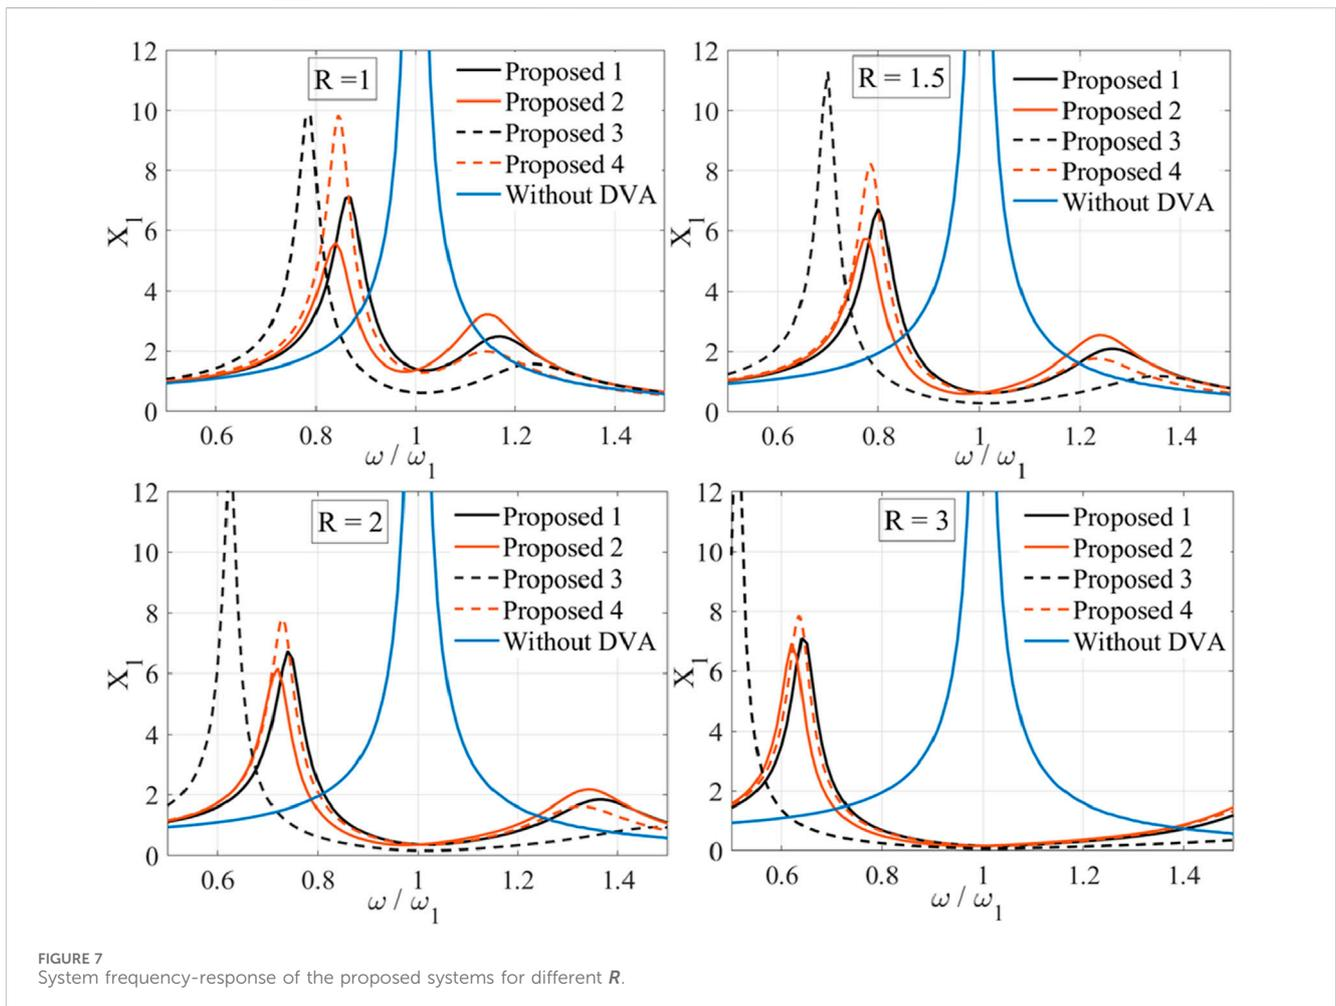 12
10
8
6
4
2
0
X1
R =1
Proposed 1
Proposed 2
Proposed 3
Proposed 4
Without DVA
0.6 0.8 1 1.2 1.4
ω / ω1
12
10
8
6
4
2
0
X1
R = 1.5
Proposed 1
Proposed 2
Proposed 3
Proposed 4
Without DVA
0.6 0.8 1 1.2 1.4
ω / ω1
12
10
8
6
4
2
0
X1
R = 2
Proposed 1
Proposed 2
Proposed 3
Proposed 4
Without DVA
0.6 0.8 1 1.2 1.4
ω / ω1
12
10
8
6
4
2
0
X1
R = 3
Proposed 1
Proposed 2
Proposed 3
Proposed 4
Without DVA
0.6 0.8 1 1.2 1.4
ω / ω1
FIGURE 7
System frequency-response of the proposed systems for different R.